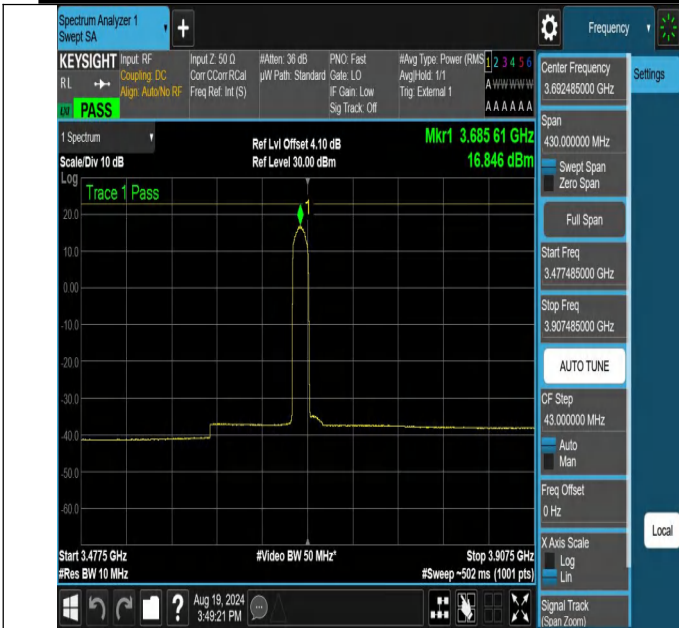 Spectrum Analyzer 1
Swept SA
+
Frequency
KEYSIGHT
RL
PASS
Input: RF
Coupling: DC
Align: Auto/No RF
Input Z: 50 Ω
Corr CCorr RCal
Freq Ref: Int (S)
#Atten: 36 dB
µW Path: Standard
PNO: Fast
Gate: LO
IF Gain: Low
Sig Track: Off
#Avg Type: Power (RMS
Avg|Hold: 1/1
Trig: External 1
1 2 3 4 5 6
A W W W W W
A A A A A A
1 Spectrum
Scale/Div 10 dB
Ref Lvl Offset 4.10 dB
Ref Level 30.00 dBm
Mkr1 3.685 61 GHz
16.846 dBm
Log
Trace 1 Pass
1
20.0
10.0
0.00
-10.0
-20.0
-30.0
-40.0
-50.0
-60.0
Start 3.4775 GHz
#Res BW 10 MHz
#Video BW 50 MHz*
Stop 3.9075 GHz
#Sweep ~502 ms (1001 pts)
Aug 19, 2024
3:49:21 PM
?
Center Frequency
3.692485000 GHz
Settings
Span
430.000000 MHz
Swept Span
Zero Span
Full Span
Start Freq
3.477485000 GHz
Stop Freq
3.907485000 GHz
AUTO TUNE
CF Step
43.000000 MHz
Auto
Man
Freq Offset
0 Hz
X Axis Scale
Log
Lin
Local
Signal Track
(Span Zoom)